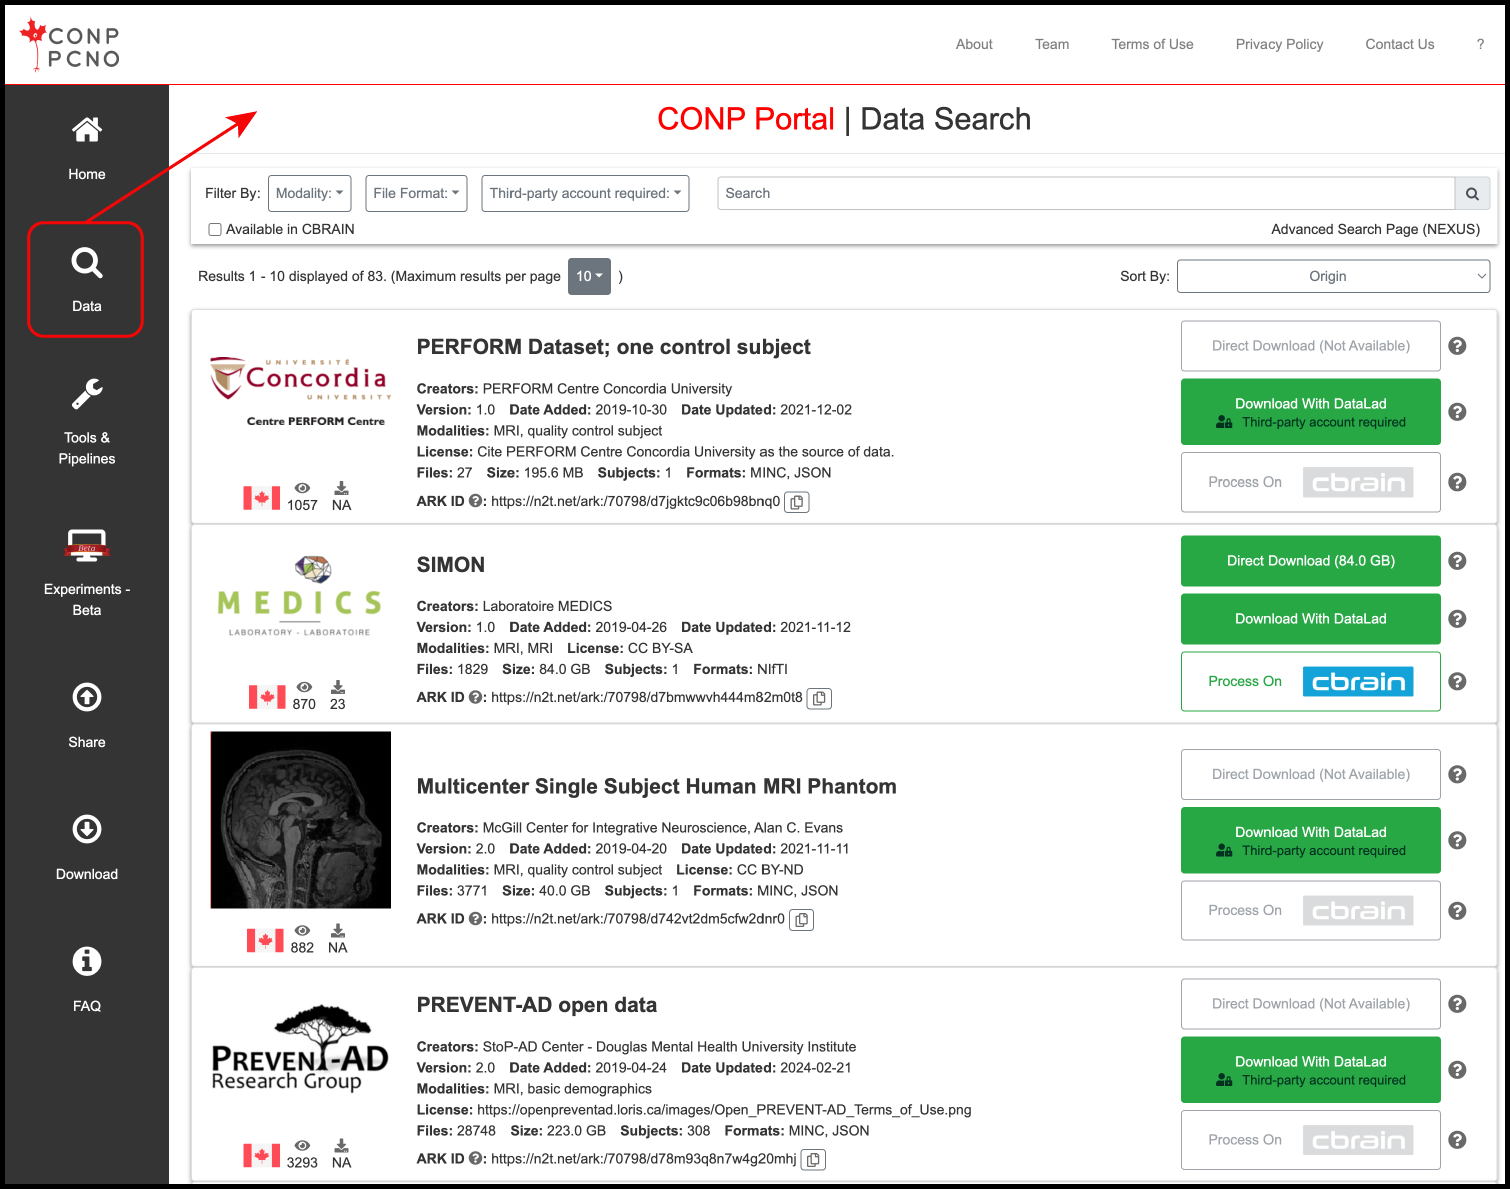 CONP
PCNO
About Team Terms of Use Privacy Policy Contact Us ?
Home
Data
Tools &
Pipelines
Beta
Experiments -
Beta
Share
Download
FAQ
CONP Portal | Data Search
Filter By: Modality: File Format: Third-party account required: Search
Available in CBRAIN Advanced Search Page (NEXUS)
Results 1 - 10 displayed of 83. (Maximum results per page 10 ) Sort By: Origin
UNIVERSITÉ
Concordia
UNIVERSITY
Centre PERFORM Centre
1057 NA
PERFORM Dataset; one control subject
Creators: PERFORM Centre Concordia University
Version: 1.0 Date Added: 2019-10-30 Date Updated: 2021-12-02
Modalities: MRI, quality control subject
License: Cite PERFORM Centre Concordia University as the source of data.
Files: 27 Size: 195.6 MB Subjects: 1 Formats: MINC, JSON
ARK ID ?: https://n2t.net/ark:/70798/d7jgktc9c06b98bnq0
Direct Download (Not Available) ?
Download With DataLad ?
Third-party account required
Process On cbrain ?
MEDICS
LABORATORY - LABORATOIRE
870 23
SIMON
Creators: Laboratoire MEDICS
Version: 1.0 Date Added: 2019-04-26 Date Updated: 2021-11-12
Modalities: MRI, MRI License: CC BY-SA
Files: 1829 Size: 84.0 GB Subjects: 1 Formats: NIfTI
ARK ID ?: https://n2t.net/ark:/70798/d7bmwwvh444m82m0t8
Direct Download (84.0 GB) ?
Download With DataLad ?
Process On cbrain ?
882 NA
Multicenter Single Subject Human MRI Phantom
Creators: McGill Center for Integrative Neuroscience, Alan C. Evans
Version: 2.0 Date Added: 2019-04-20 Date Updated: 2021-11-11
Modalities: MRI, quality control subject License: CC BY-ND
Files: 3771 Size: 40.0 GB Subjects: 1 Formats: MINC, JSON
ARK ID ?: https://n2t.net/ark:/70798/d742vt2dm5cfw2dnr0
Direct Download (Not Available) ?
Download With DataLad ?
Third-party account required
Process On cbrain ?
PREVENT-AD
Research Group
3293 NA
PREVENT-AD open data
Creators: StoP-AD Center - Douglas Mental Health University Institute
Version: 2.0 Date Added: 2019-04-24 Date Updated: 2024-02-21
Modalities: MRI, basic demographics
License: https://openpreventad.loris.ca/images/Open_PREVENT-AD_Terms_of_Use.png
Files: 28748 Size: 223.0 GB Subjects: 308 Formats: MINC, JSON
ARK ID ?: https://n2t.net/ark:/70798/d78m93q8n7w4g20mhj
Direct Download (Not Available) ?
Download With DataLad ?
Third-party account required
Process On cbrain ?